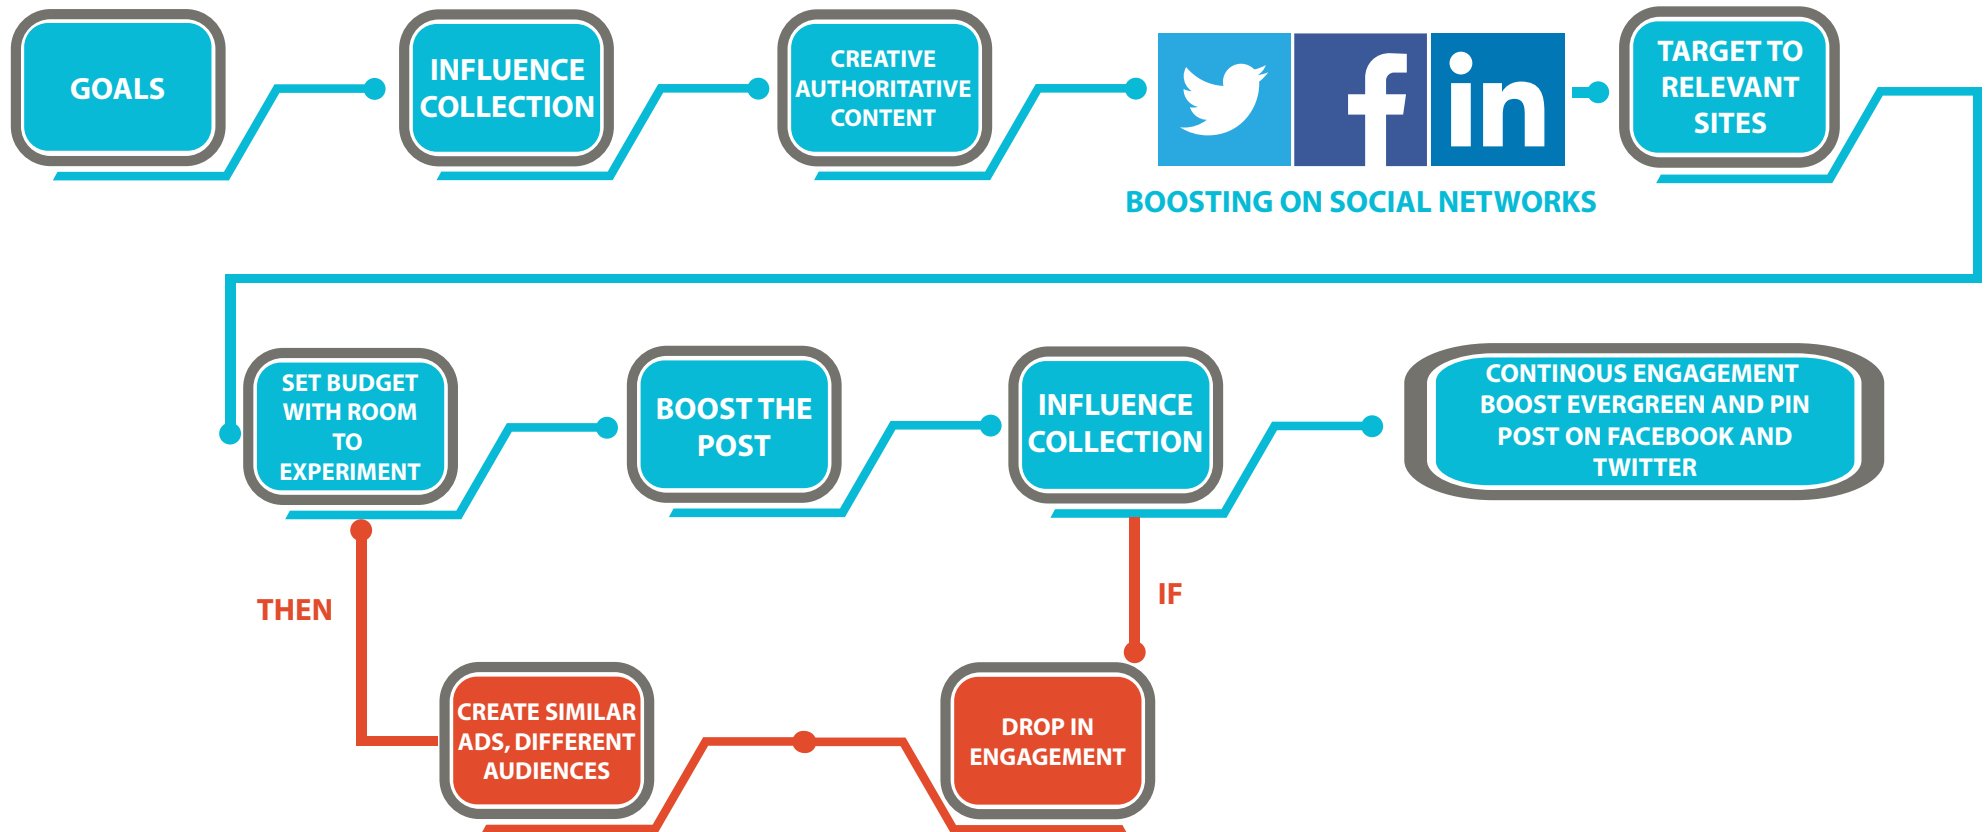 GOALS
INFLUENCE
COLLECTION
CREATIVE
AUTHORITATIVE
CONTENT
in
BOOSTING ON SOCIAL NETWORKS
TARGET TO
RELEVANT
SITES
SET BUDGET
WITH ROOM
TO
EXPERIMENT
BOOST THE
POST
INFLUENCE
COLLECTION
CONTINOUS ENGAGEMENT
BOOST EVERGREEN AND PIN
POST ON FACEBOOK AND
TWITTER
THEN
IF
CREATE SIMILAR
ADS, DIFFERENT
AUDIENCES
DROP IN
ENGAGEMENT